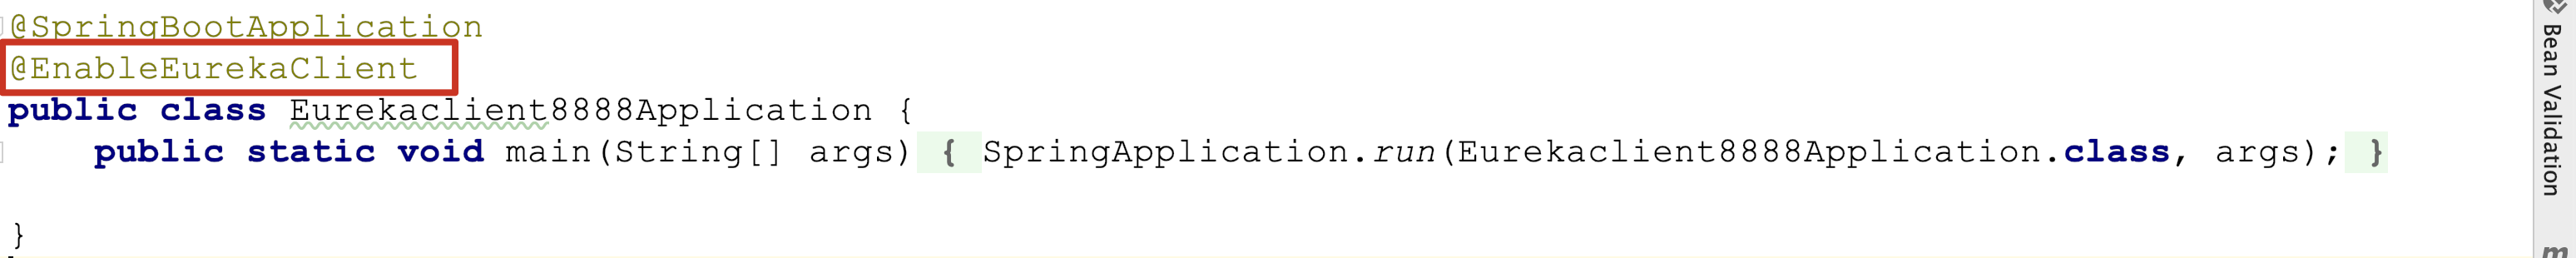 @SpringBootApplication
@EnableEurekaClient
public class Eurekaclient8888Application {
public static void main(String[] args) { SpringApplication.run(Eurekaclient8888Application.class, args); }
}
Bean Validation
m